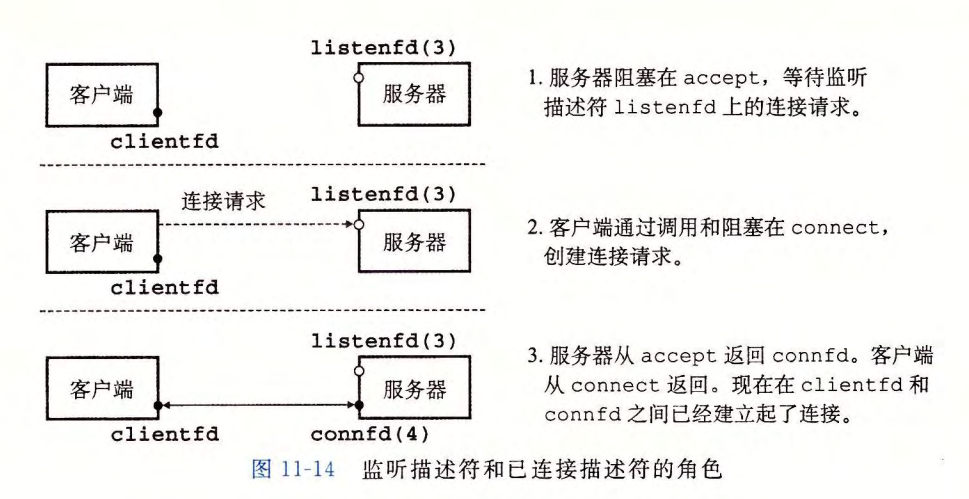 listenfd(3)
客户端
服务器
clientfd
1. 服务器阻塞在 accept，等待监听
描述符 listenfd 上的连接请求。
连接请求
listenfd(3)
客户端
服务器
clientfd
2. 客户端通过调用和阻塞在 connect，
创建连接请求。
listenfd(3)
客户端
服务器
clientfd
connfd(4)
3. 服务器从 accept 返回 connfd。客户端
从 connect 返回。现在在 clientfd 和
connfd 之间已经建立起了连接。
图 11-14 监听描述符和已连接描述符的角色